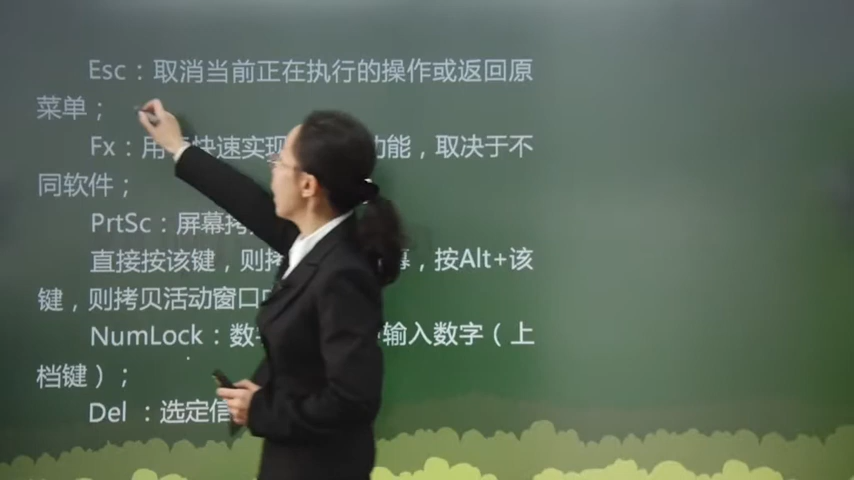 Esc：取消当前正在执行的操作或返回原
菜单；
Fx：用 快速实现 功能，取决于不
同软件；
PrtSc：屏幕拷
直接按该键，则拷 幕，按Alt+该
键，则拷贝活动窗口
NumLock：数 输入数字（上
档键）；
Del ：选定信